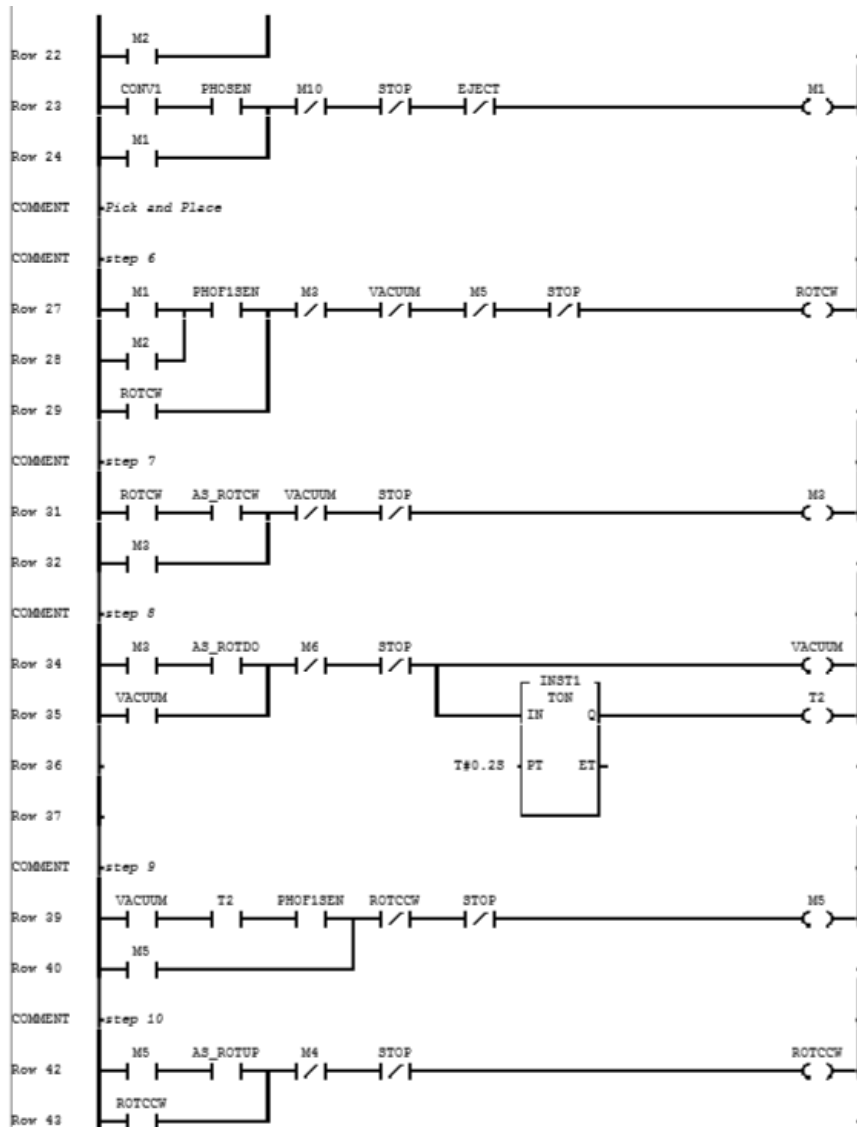 M2
Row 22
CONV1 PHOSEN M10 STOP EJECT M1
Row 23
M1
Row 24
COMMENT Pick and Place
COMMENT step 6
M1 PHOF1SEN M3 VACUUM M5 STOP ROTCW
Row 27
M2
Row 28
ROTCW
Row 29
COMMENT step 7
ROTCW AS_ROTCW VACUUM STOP M3
Row 31
M3
Row 32
COMMENT step 8
M3 AS_ROTDO M6 STOP VACUUM
Row 34
INST1
VACUUM TON T2
Row 35 IN Q
Row 36 T#0.2S PT ET
Row 37
COMMENT step 9
VACUUM T2 PHOF1SEN ROTCCW STOP M5
Row 39
M5
Row 40
COMMENT step 10
M5 AS_ROTUP M4 STOP ROTCCW
Row 42
ROTCCW
Row 43